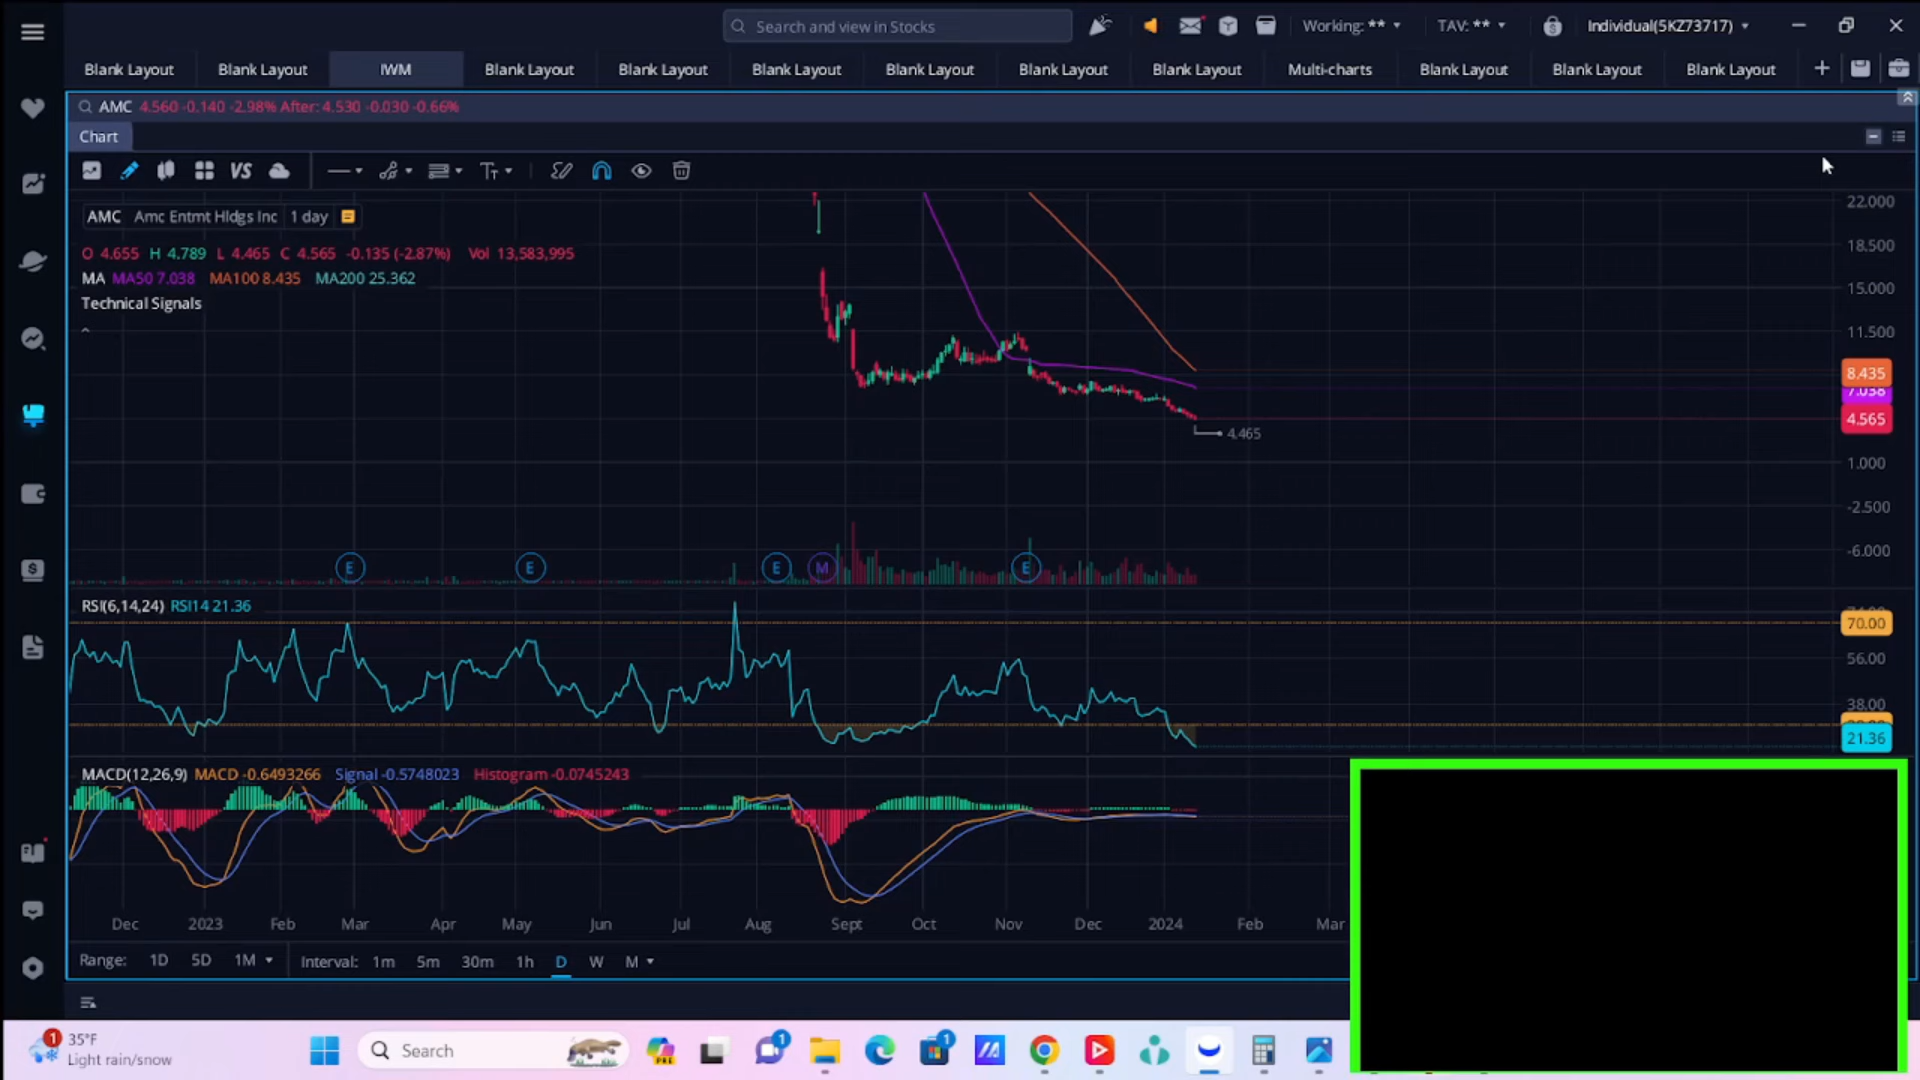 Search and view in Stocks
Working: **
TAV: **
Individual(5KZ73717)
Blank Layout
Blank Layout
IWM
Blank Layout
Blank Layout
Blank Layout
Blank Layout
Blank Layout
Blank Layout
Multi-charts
Blank Layout
Blank Layout
Blank Layout
AMC 4.560 -0.140 -2.98% After: 4.530 -0.030 -0.66%
Chart
VS
AMC Amc Entmt Hldgs Inc 1 day
O 4.655 H 4.789 L 4.465 C 4.565 -0.135 (-2.87%) Vol 13,583,995
MA MA50 7.038 MA100 8.435 MA200 25.362
Technical Signals
22.000
18.500
15.000
11.500
8.435
7.038
4.565
4.465
1.000
-2.500
-6.000
E
E
E
M
E
RSI(6,14,24) RSI14 21.36
70.00
56.00
38.00
21.36
MACD(12,26,9) MACD -0.6493266 Signal -0.5748023 Histogram -0.0745243
Dec 2023 Feb Mar Apr May Jun Jul Aug Sept Oct Nov Dec 2024 Feb Mar
Range: 1D 5D 1M Interval: 1m 5m 30m 1h D W M
1
35°F
Light rain/snow
Search
PRE
1
1